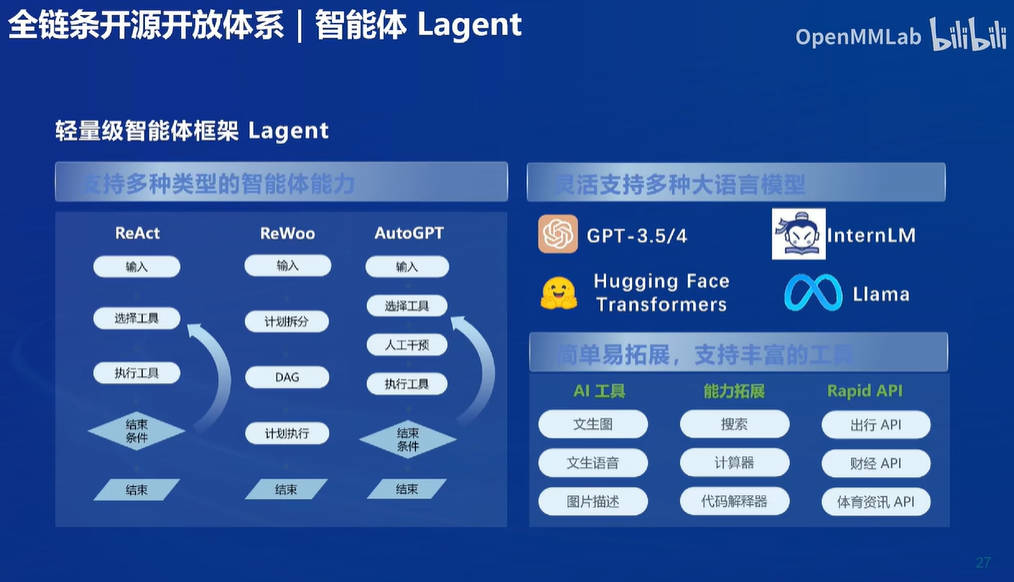 全链条开源开放体系｜智能体 Lagent
OpenMMLab bilibili
轻量级智能体框架 Lagent
支持多种类型的智能体能力
ReAct
输入
选择工具
执行工具
结束
条件
结束
ReWoo
输入
计划拆分
DAG
计划执行
结束
AutoGPT
输入
选择工具
人工干预
执行工具
结束
条件
结束
灵活支持多种大语言模型
GPT-3.5/4
InternLM
Hugging Face
Transformers
Llama
简单易拓展，支持丰富的工具
AI 工具
文生图
文生语音
图片描述
能力拓展
搜索
计算器
代码解释器
Rapid API
出行 API
财经 API
体育资讯 API
27